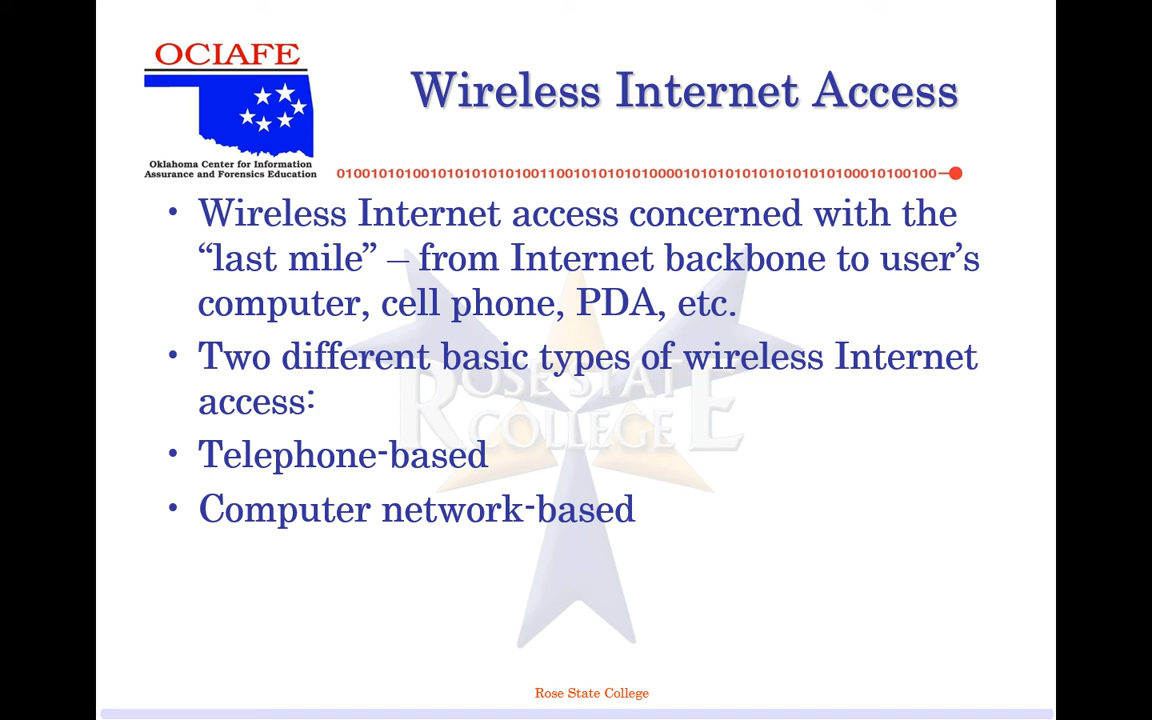 OCIAFE
Oklahoma Center for Information
Assurance and Forensics Education
Wireless Internet Access
010010101001010101010100110010101010100001010101010101010100010100100
• Wireless Internet access concerned with the
“last mile” – from Internet backbone to user’s
computer, cell phone, PDA, etc.
• Two different basic types of wireless Internet
access:
• Telephone-based
• Computer network-based
ROSE STATE
COLLEGE
Rose State College